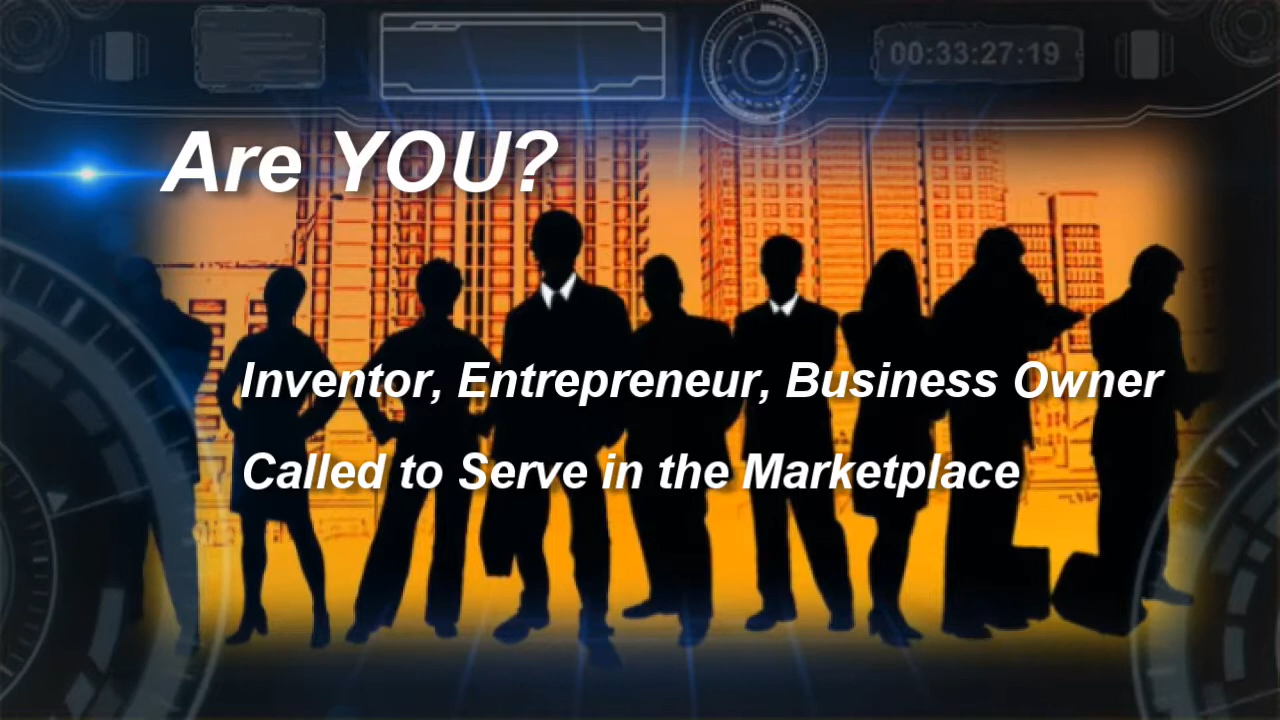 00:33:27:19
Are YOU?
Inventor, Entrepreneur, Business Owner
Called to Serve in the Marketplace